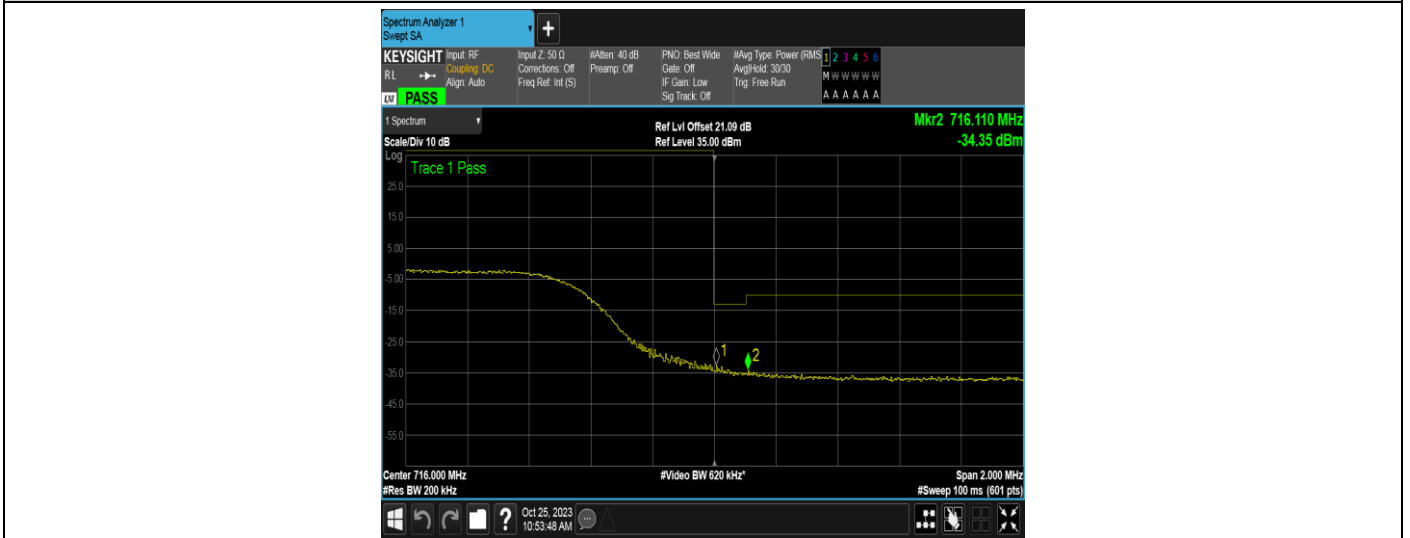 Spectrum Analyzer 1
Swept SA
+
KEYSIGHT Input: RF Input Z: 50 Ω #Atten: 40 dB PNO: Best Wide #Avg Type: Power (RMS 1 2 3 4 5 6
RL Coupling: DC Corrections: Off Preamp: Off Gate: Off Avg|Hold: 30/30 M W W W W W
Align: Auto Freq Ref: Int (S) IF Gain: Low Trig: Free Run
LXI PASS Sig Track: Off A A A A A A
1 Spectrum Ref Lvl Offset 21.09 dB Mkr2 716.110 MHz
Scale/Div 10 dB Ref Level 35.00 dBm -34.35 dBm
Log
Trace 1 Pass
25.0
15.0
5.00
-5.00
-15.0
-25.0
1
2
-35.0
-45.0
-55.0
Center 716.000 MHz #Video BW 620 kHz* Span 2.000 MHz
#Res BW 200 kHz #Sweep 100 ms (601 pts)
? Oct 25, 2023
10:53:48 AM